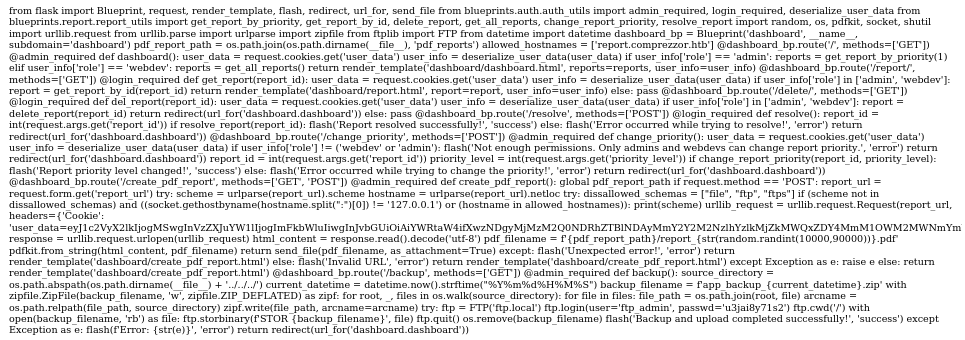 from flask import Blueprint, request, render_template, flash, redirect, url_for, send_file from blueprints.auth.auth_utils import admin_required, login_required, deserialize_user_data from
blueprints.report.report_utils import get_report_by_priority, get_report_by_id, delete_report, get_all_reports, change_report_priority, resolve_report import random, os, pdfkit, socket, shutil
import urllib.request from urllib.parse import urlparse import zipfile from ftplib import FTP from datetime import datetime dashboard_bp = Blueprint('dashboard', __name__,
subdomain='dashboard') pdf_report_path = os.path.join(os.path.dirname(__file__), 'pdf_reports') allowed_hostnames = ['report.comprezzor.htb'] @dashboard_bp.route('/', methods=['GET'])
@admin_required def dashboard(): user_data = request.cookies.get('user_data') user_info = deserialize_user_data(user_data) if user_info['role'] == 'admin': reports = get_report_by_priority(1)
elif user_info['role'] == 'webdev': reports = get_all_reports() return render_template('dashboard/dashboard.html', reports=reports, user_info=user_info) @dashboard_bp.route('/report/',
methods=['GET']) @login_required def get_report(report_id): user_data = request.cookies.get('user_data') user_info = deserialize_user_data(user_data) if user_info['role'] in ['admin', 'webdev']:
report = get_report_by_id(report_id) return render_template('dashboard/report.html', report=report, user_info=user_info) else: pass @dashboard_bp.route('/delete/', methods=['GET'])
@login_required def del_report(report_id): user_data = request.cookies.get('user_data') user_info = deserialize_user_data(user_data) if user_info['role'] in ['admin', 'webdev']: report =
delete_report(report_id) return redirect(url_for('dashboard.dashboard')) else: pass @dashboard_bp.route('/resolve', methods=['POST']) @login_required def resolve(): report_id =
int(request.args.get('report_id')) if resolve_report(report_id): flash('Report resolved successfully!', 'success') else: flash('Error occurred while trying to resolve!', 'error') return
redirect(url_for('dashboard.dashboard')) @dashboard_bp.route('/change_priority', methods=['POST']) @admin_required def change_priority(): user_data = request.cookies.get('user_data')
user_info = deserialize_user_data(user_data) if user_info['role'] != ('webdev' or 'admin'): flash('Not enough permissions. Only admins and webdevs can change report priority.', 'error') return
redirect(url_for('dashboard.dashboard')) report_id = int(request.args.get('report_id')) priority_level = int(request.args.get('priority_level')) if change_report_priority(report_id, priority_level):
flash('Report priority level changed!', 'success') else: flash('Error occurred while trying to change the priority!', 'error') return redirect(url_for('dashboard.dashboard'))
@dashboard_bp.route('/create_pdf_report', methods=['GET', 'POST']) @admin_required def create_pdf_report(): global pdf_report_path if request.method == 'POST': report_url =
request.form.get('report_url') try: scheme = urlparse(report_url).scheme hostname = urlparse(report_url).netloc try: dissallowed_schemas = ["file", "ftp", "ftps"] if (scheme not in
dissallowed_schemas) and ((socket.gethostbyname(hostname.split(":")[0]) != '127.0.0.1') or (hostname in allowed_hostnames)): print(scheme) urllib_request = urllib.request.Request(report_url,
headers={'Cookie':
response = urllib.request.urlopen(urllib_request) html_content = response.read().decode('utf-8') pdf_filename = f'{pdf_report_path}/report_{str(random.randint(10000,90000))}.pdf'
pdfkit.from_string(html_content, pdf_filename) return send_file(pdf_filename, as_attachment=True) except: flash('Unexpected error!', 'error') return
render_template('dashboard/create_pdf_report.html') else: flash('Invalid URL', 'error') return render_template('dashboard/create_pdf_report.html') except Exception as e: raise e else: return
render_template('dashboard/create_pdf_report.html') @dashboard_bp.route('/backup', methods=['GET']) @admin_required def backup(): source_directory =
os.path.abspath(os.path.dirname(__file__) + '../../../') current_datetime = datetime.now().strftime("%Y%m%d%H%M%S") backup_filename = f'app_backup_{current_datetime}.zip' with
zipfile.ZipFile(backup_filename, 'w', zipfile.ZIP_DEFLATED) as zipf: for root, _, files in os.walk(source_directory): for file in files: file_path = os.path.join(root, file) arcname =
os.path.relpath(file_path, source_directory) zipf.write(file_path, arcname=arcname) try: ftp = FTP('ftp.local') ftp.login(user='ftp_admin', passwd='u3jai8y71s2') ftp.cwd('/') with
open(backup_filename, 'rb') as file: ftp.storbinary(f'STOR {backup_filename}', file) ftp.quit() os.remove(backup_filename) flash('Backup and upload completed successfully!', 'success') except
Exception as e: flash(f'Error: {str(e)}', 'error') return redirect(url_for('dashboard.dashboard'))